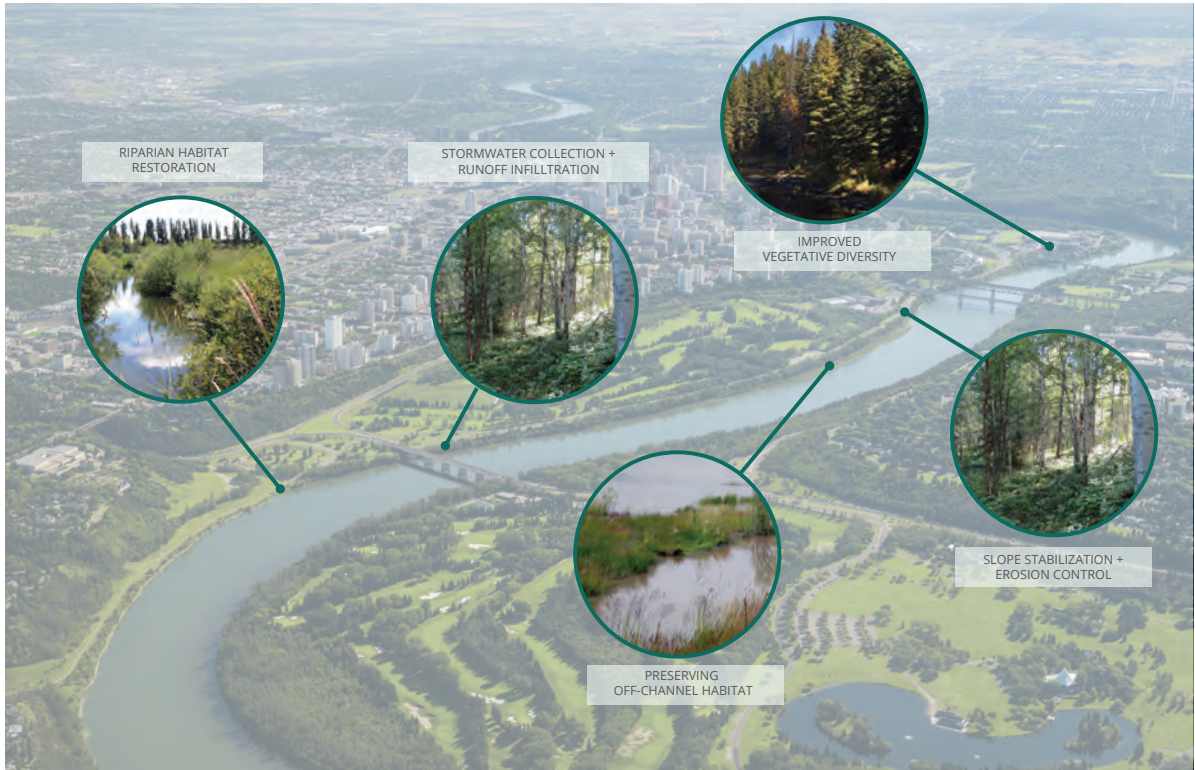 RIPARIAN HABITAT
RESTORATION
STORMWATER COLLECTION +
RUNOFF INFILLTRATION
IMPROVED
VEGETATIVE DIVERSITY
SLOPE STABILIZATION +
EROSION CONTROL
PRESERVING
OFF-CHANNEL HABITAT